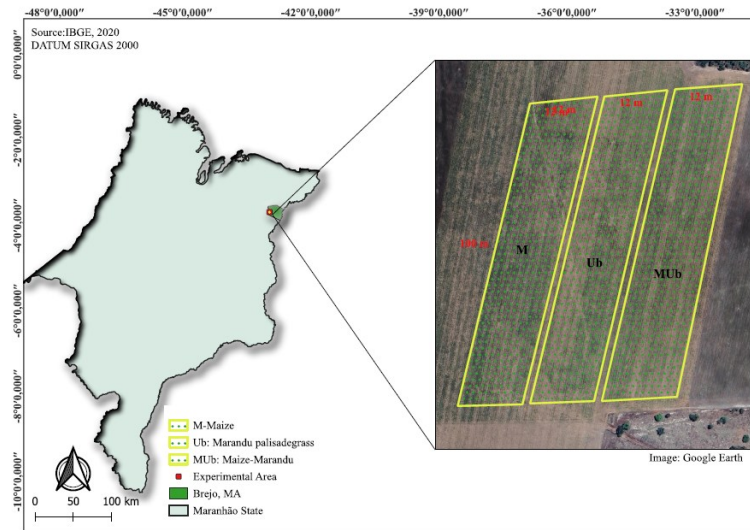 -48°0'0,000" -45°0'0,000" -42°0'0,000" -39°0'0,000" -36°0'0,000" -33°0'0,000"
Source:IBGE, 2020
DATUM SIRGAS 2000
0°0'0,000"
-2°0'0,000"
-4°0'0,000"
-6°0'0,000"
-8°0'0,000"
-10°0'0,000"
12 m 12 m
100 m
M
Ub
MUb
M-Maize
Ub: Marandu palisadegrass
MUb: Maize-Marandu
Experimental Area
Brejo, MA
Maranhão State
0 50 100 km
Image: Google Earth